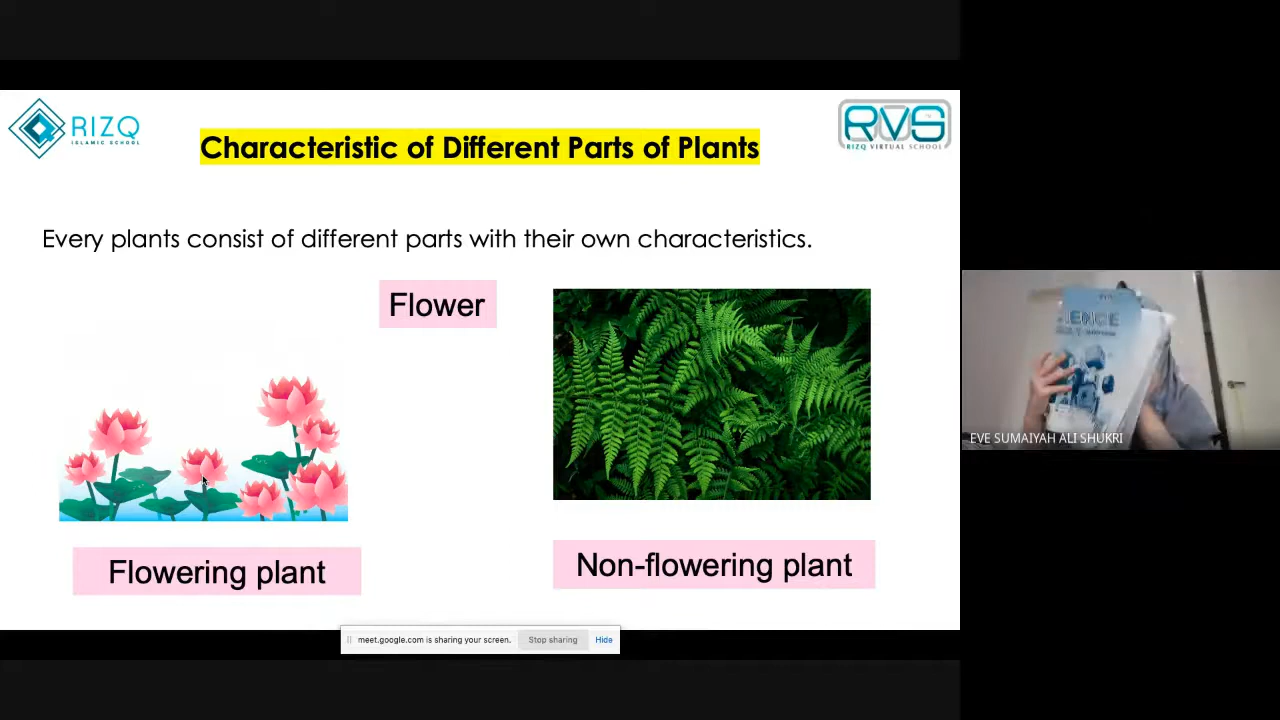 RIZQ
ISLAMIC SCHOOL
RVS
RIZQ VIRTUAL SCHOOL
Characteristic of Different Parts of Plants
Every plants consist of different parts with their own characteristics.
Flower
Flowering plant
Non-flowering plant
meet.google.com is sharing your screen. Stop sharing Hide
EVE SUMAIYAH ALI SHUKRI